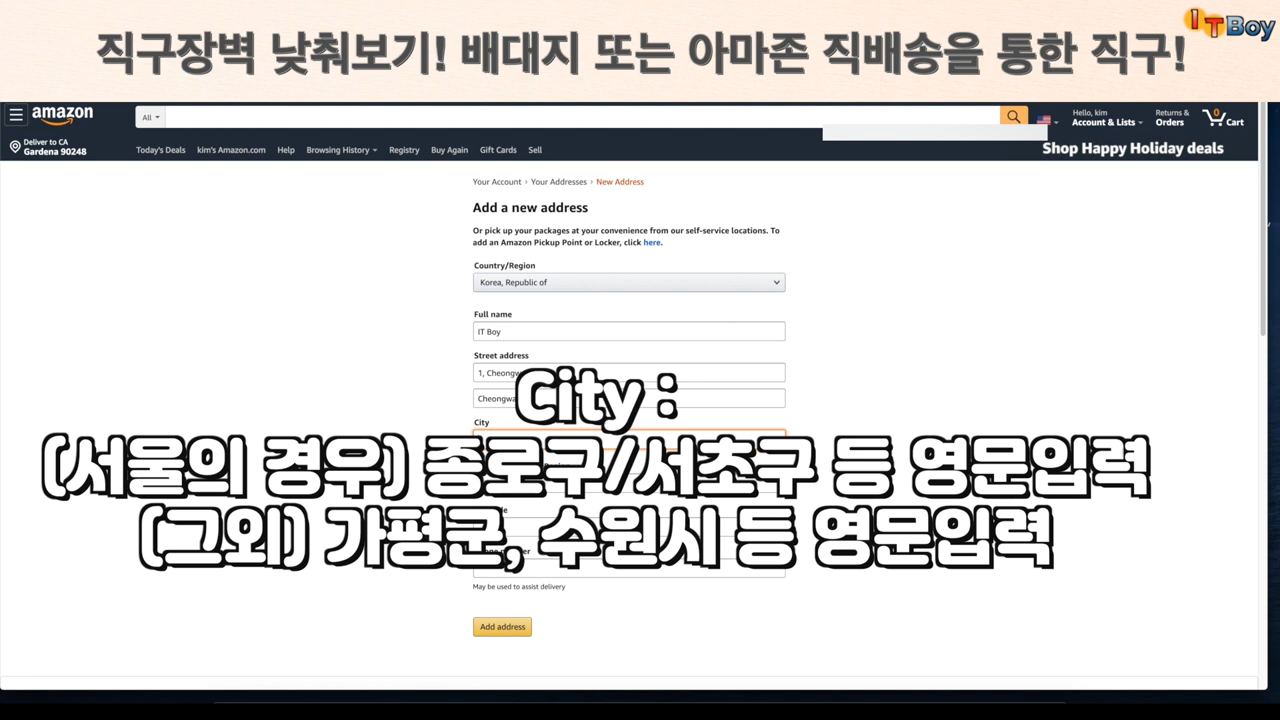 직구장벽 낮춰보기! 배대지 또는 아마존 직배송을 통한 직구!
ITBoy
amazon
All
Hello, kim
Account & Lists
Returns &
Orders
0
Cart
Deliver to CA
Gardena 90248
Today's Deals
kim's Amazon.com
Help
Browsing History
Registry
Buy Again
Gift Cards
Sell
Shop Happy Holiday deals
Your Account › Your Addresses › New Address
Add a new address
Or pick up your packages at your convenience from our self-service locations. To
add an Amazon Pickup Point or Locker, click here.
Country/Region
Korea, Republic of
Full name
IT Boy
Street address
1,
City
City :
(서울의 경우) 종로구/서초구 등 영문입력
(그외) 가평군, 수원시 등 영문입력
May be used to assist delivery
Add address